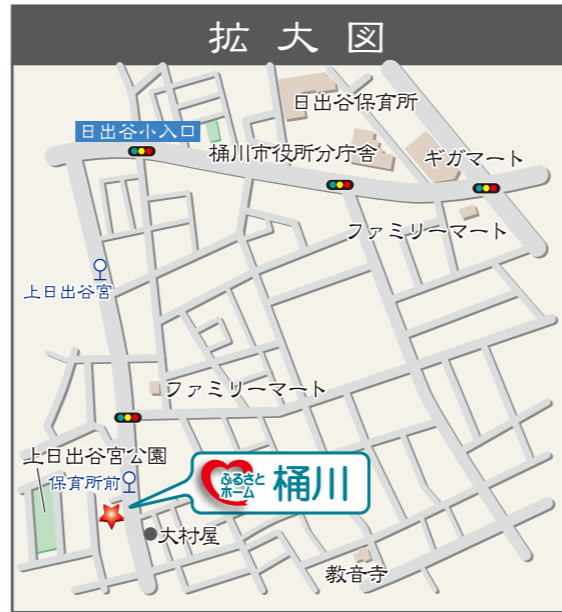 拡大図
日出谷保育所
日出谷小入口
桶川市役所分庁舎
ギガマート
ファミリーマート
上日出谷宮
ファミリーマート
上日出谷宮公園
保育所前
ふるさと
ホーム
桶川
大村屋
教音寺